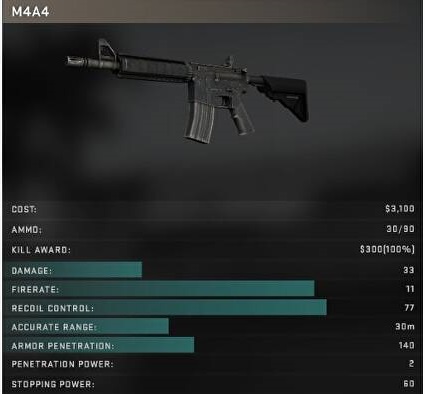 M4A4
COST: $3,100
AMMO: 30/90
KILL AWARD: $300(100%)
DAMAGE: 33
FIRERATE: 11
RECOIL CONTROL: 77
ACCURATE RANGE: 30m
ARMOR PENETRATION: 140
PENETRATION POWER: 2
STOPPING POWER: 60